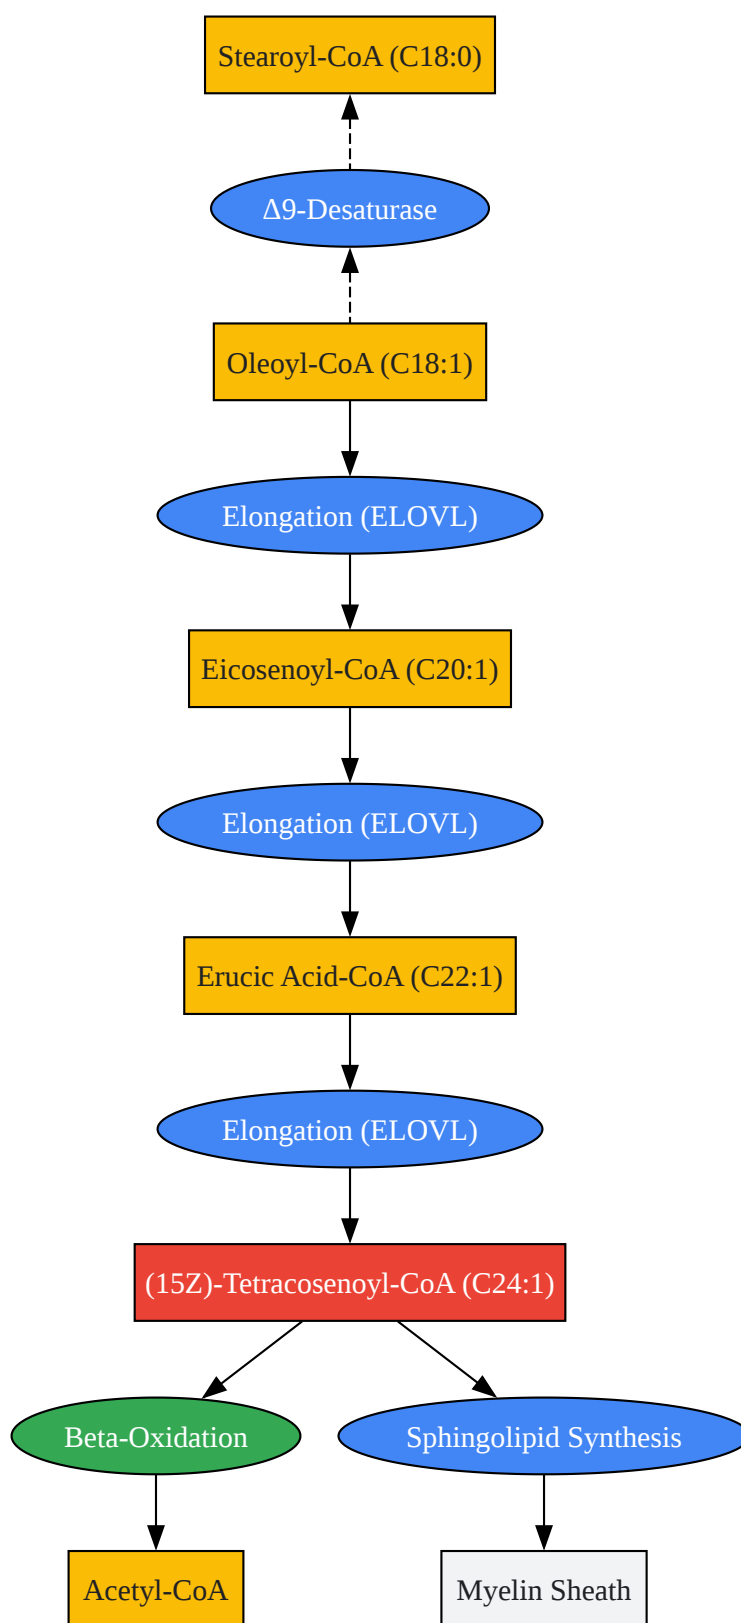 Stearoyl-CoA (C18:0)
Δ9-Desaturase
Oleoyl-CoA (C18:1)
Elongation (ELOVL)
Eicosenoyl-CoA (C20:1)
Elongation (ELOVL)
Erucic Acid-CoA (C22:1)
Elongation (ELOVL)
(15Z)-Tetracosenoyl-CoA (C24:1)
Beta-Oxidation
Sphingolipid Synthesis
Acetyl-CoA
Myelin Sheath